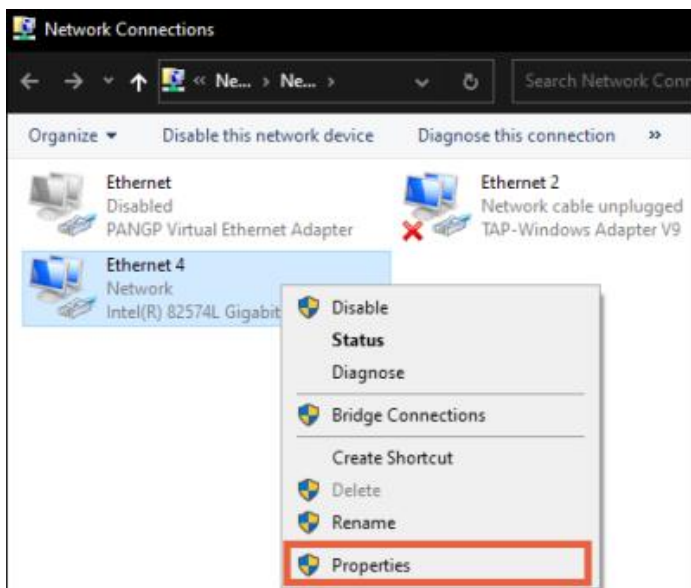 Network Connections
« Ne... › Ne... › Search Network Conn
Organize Disable this network device Diagnose this connection »
Ethernet
Disabled
PANGP Virtual Ethernet Adapter
Ethernet 2
Network cable unplugged
TAP-Windows Adapter V9
Ethernet 4
Network
Intel(R) 82574L Gigabit
Disable
Status
Diagnose
Bridge Connections
Create Shortcut
Delete
Rename
Properties